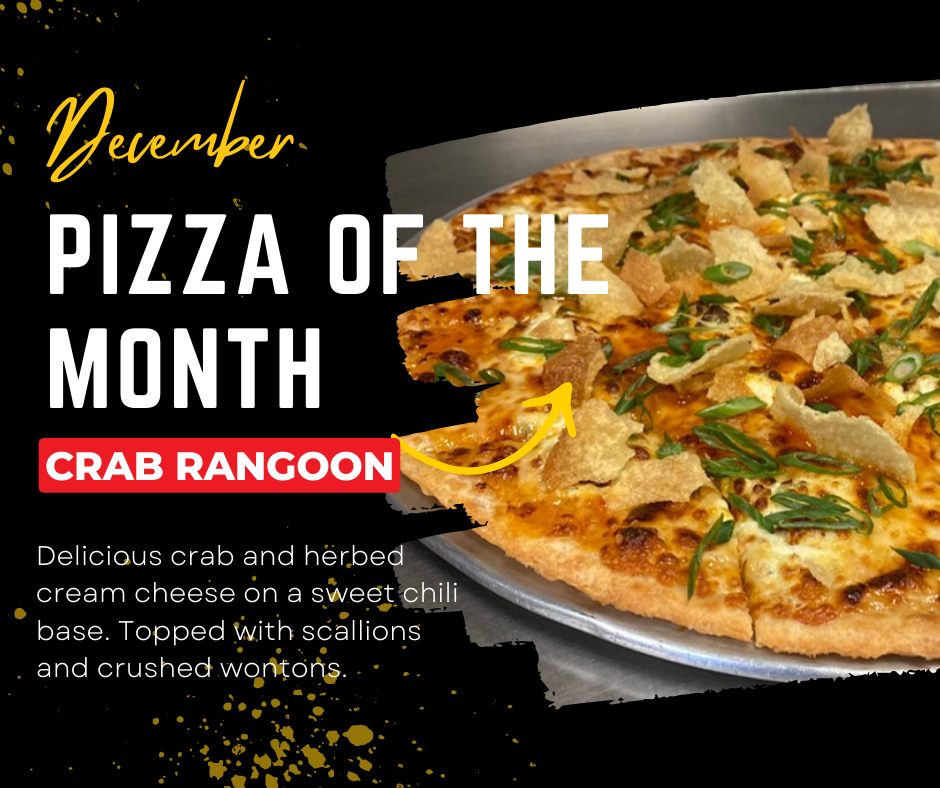 December
PIZZA OF THE
MONTH
CRAB RANGOON
Delicious crab and herbed
cream cheese on a sweet chili
base. Topped with scallions
and crushed wontons.